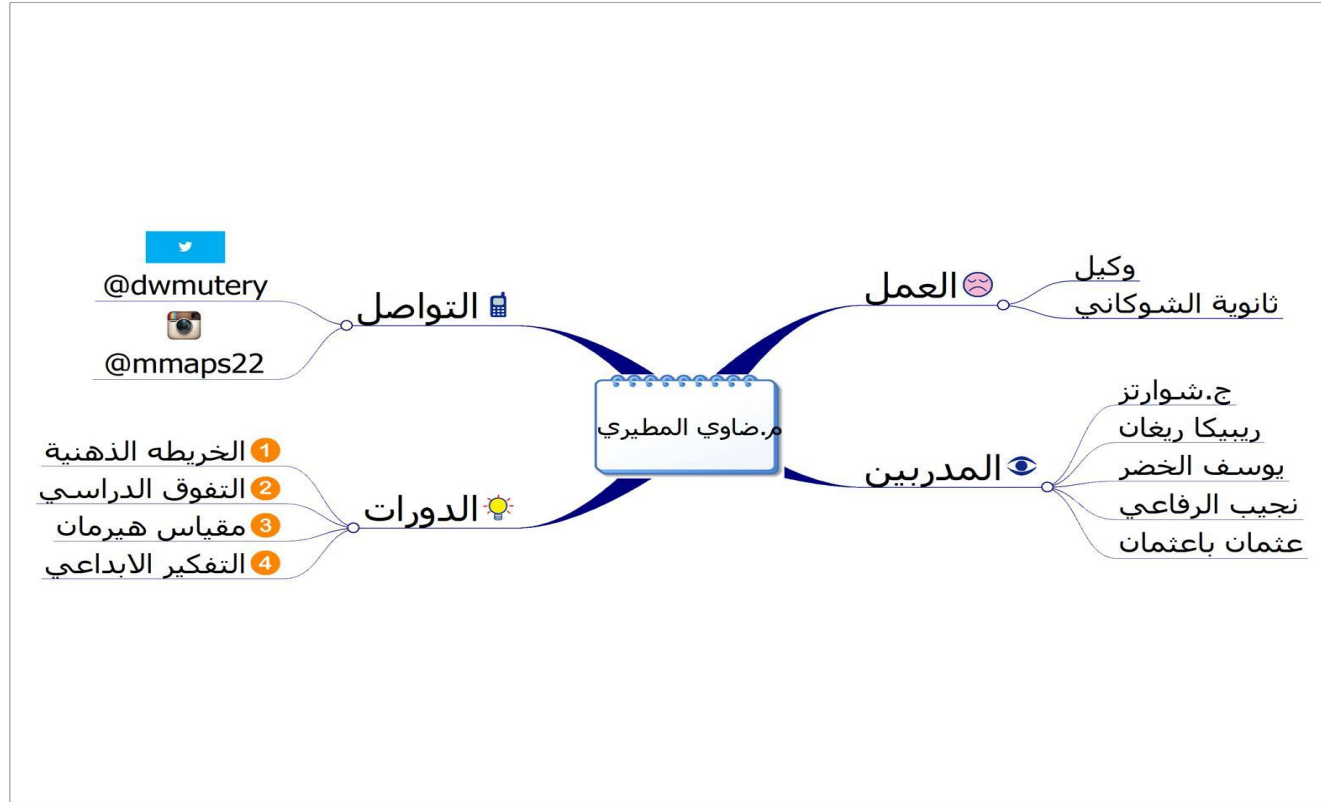 م.ضاوي المطيري
العمل
وكيل
ثانوية الشوكاني
المدربين
ج.شوارتز
ريبيكا ريغان
يوسف الخضر
نجيب الرفاعي
عثمان باعثمان
التواصل
@dwmutery
@mmaps22
الدورات
1 الخريطه الذهنية
2 التفوق الدراسي
3 مقياس هيرمان
4 التفكير الابداعي